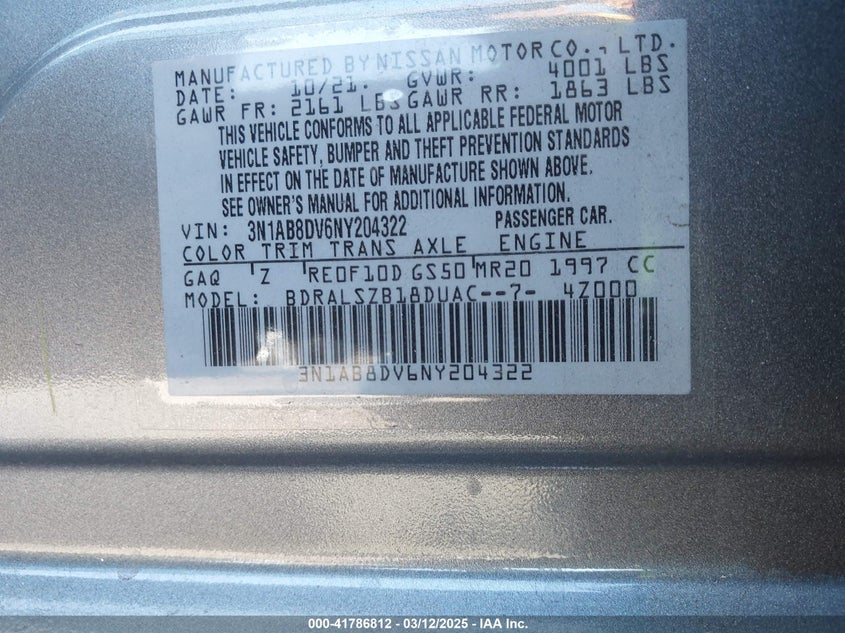 MANUFACTURED BY NISSAN MOTOR CO., LTD.
DATE: 10/21. GVWR: 4001 LBS
GAWR FR: 2161 LBS GAWR RR: 1863 LBS
THIS VEHICLE CONFORMS TO ALL APPLICABLE FEDERAL MOTOR
VEHICLE SAFETY, BUMPER AND THEFT PREVENTION STANDARDS
IN EFFECT ON THE DATE OF MANUFACTURE SHOWN ABOVE.
SEE OWNER'S MANUAL FOR ADDITIONAL INFORMATION.
VIN: 3N1AB8DV6NY204322 PASSENGER CAR.
COLOR TRIM TRANS AXLE ENGINE
GAQ Z RE0F10D GS50 MR20 1997 CC
MODEL: BDRALSZB18DUAC--7- 4Z000
3N1AB8DV6NY204322
000-41786812 - 03/12/2025 - IAA Inc.